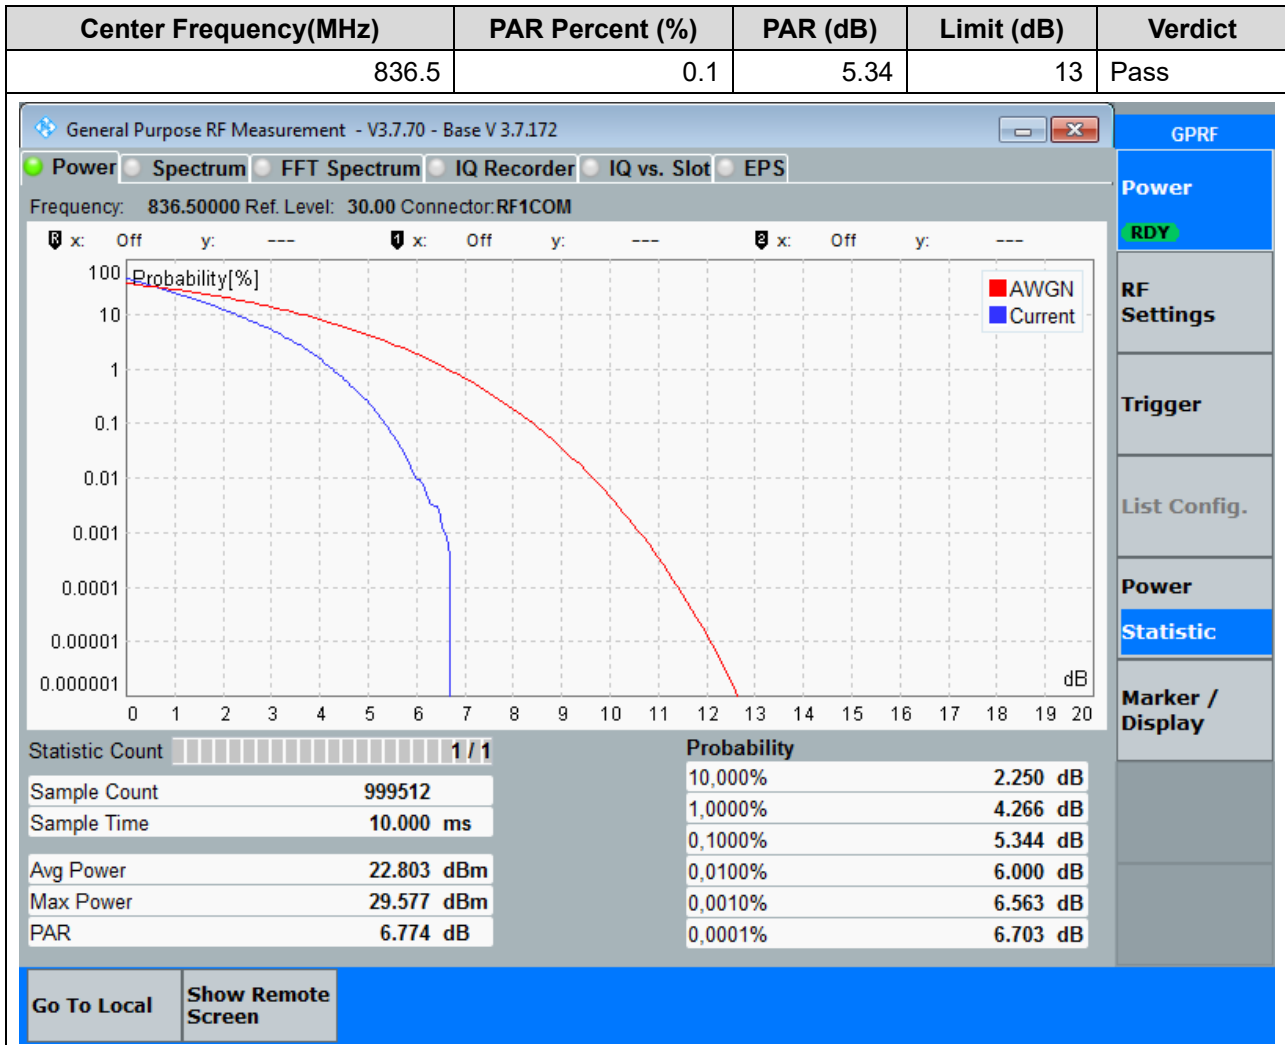 Center Frequency(MHz) PAR Percent (%) PAR (dB) Limit (dB) Verdict
836.5 0.1 5.34 13 Pass
General Purpose RF Measurement - V3.7.70 - Base V 3.7.172
GPRF
Power Spectrum FFT Spectrum IQ Recorder IQ vs. Slot EPS
Frequency: 836.50000 Ref. Level: 30.00 Connector: RF1COM
R x: Off y: --- 1 x: Off y: --- 2 x: Off y: ---
Probability[%]
100
10
1
0.1
0.01
0.001
0.0001
0.00001
0.000001
AWGN
Current
dB
0 1 2 3 4 5 6 7 8 9 10 11 12 13 14 15 16 17 18 19 20
Statistic Count 1 / 1
Sample Count 999512
Sample Time 10.000 ms
Avg Power 22.803 dBm
Max Power 29.577 dBm
PAR 6.774 dB
Probability
10,000% 2.250 dB
1,0000% 4.266 dB
0,1000% 5.344 dB
0,0100% 6.000 dB
0,0010% 6.563 dB
0,0001% 6.703 dB
Power
RDY
RF
Settings
Trigger
List Config.
Power
Statistic
Marker /
Display
Go To Local
Show Remote
Screen